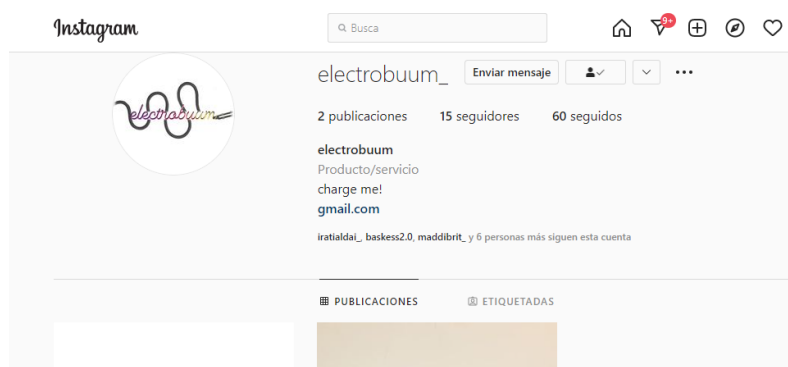 Instagram
Busca
9+
electrobuum_ Enviar mensaje
electrobuum
2 publicaciones 15 seguidores 60 seguidos
electrobuum
Producto/servicio
charge me!
gmail.com
iratialdai_, baskess2.0, maddibrit_ y 6 personas más siguen esta cuenta
PUBLICACIONES ETIQUETADAS